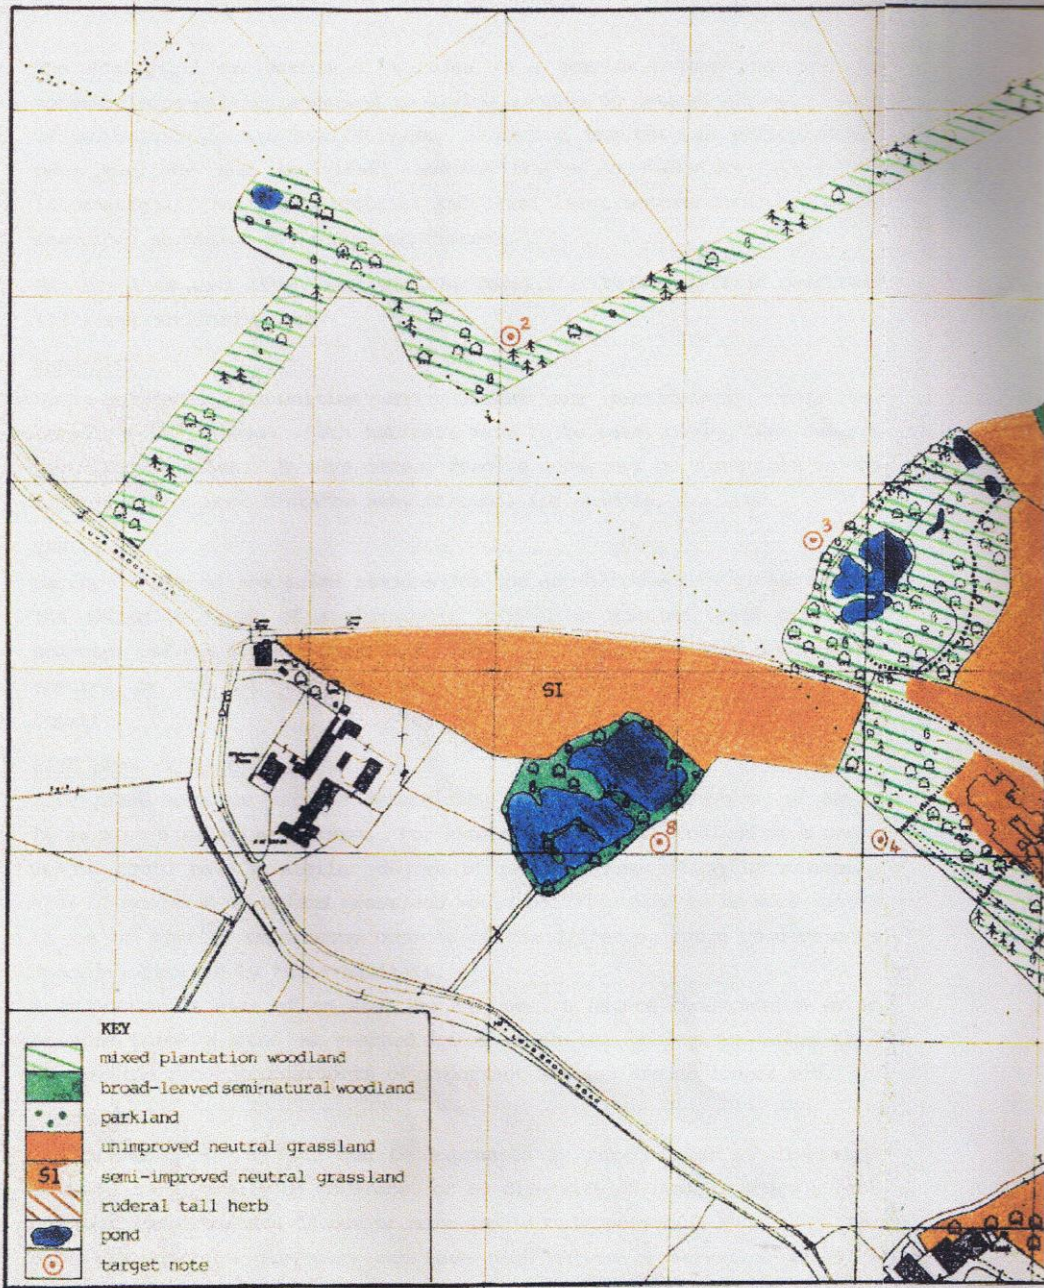 2
3
SI
8
4
KEY
mixed plantation woodland
broad-leaved semi-natural woodland
parkland
unimproved neutral grassland
SI semi-improved neutral grassland
ruderal tall herb
pond
target note